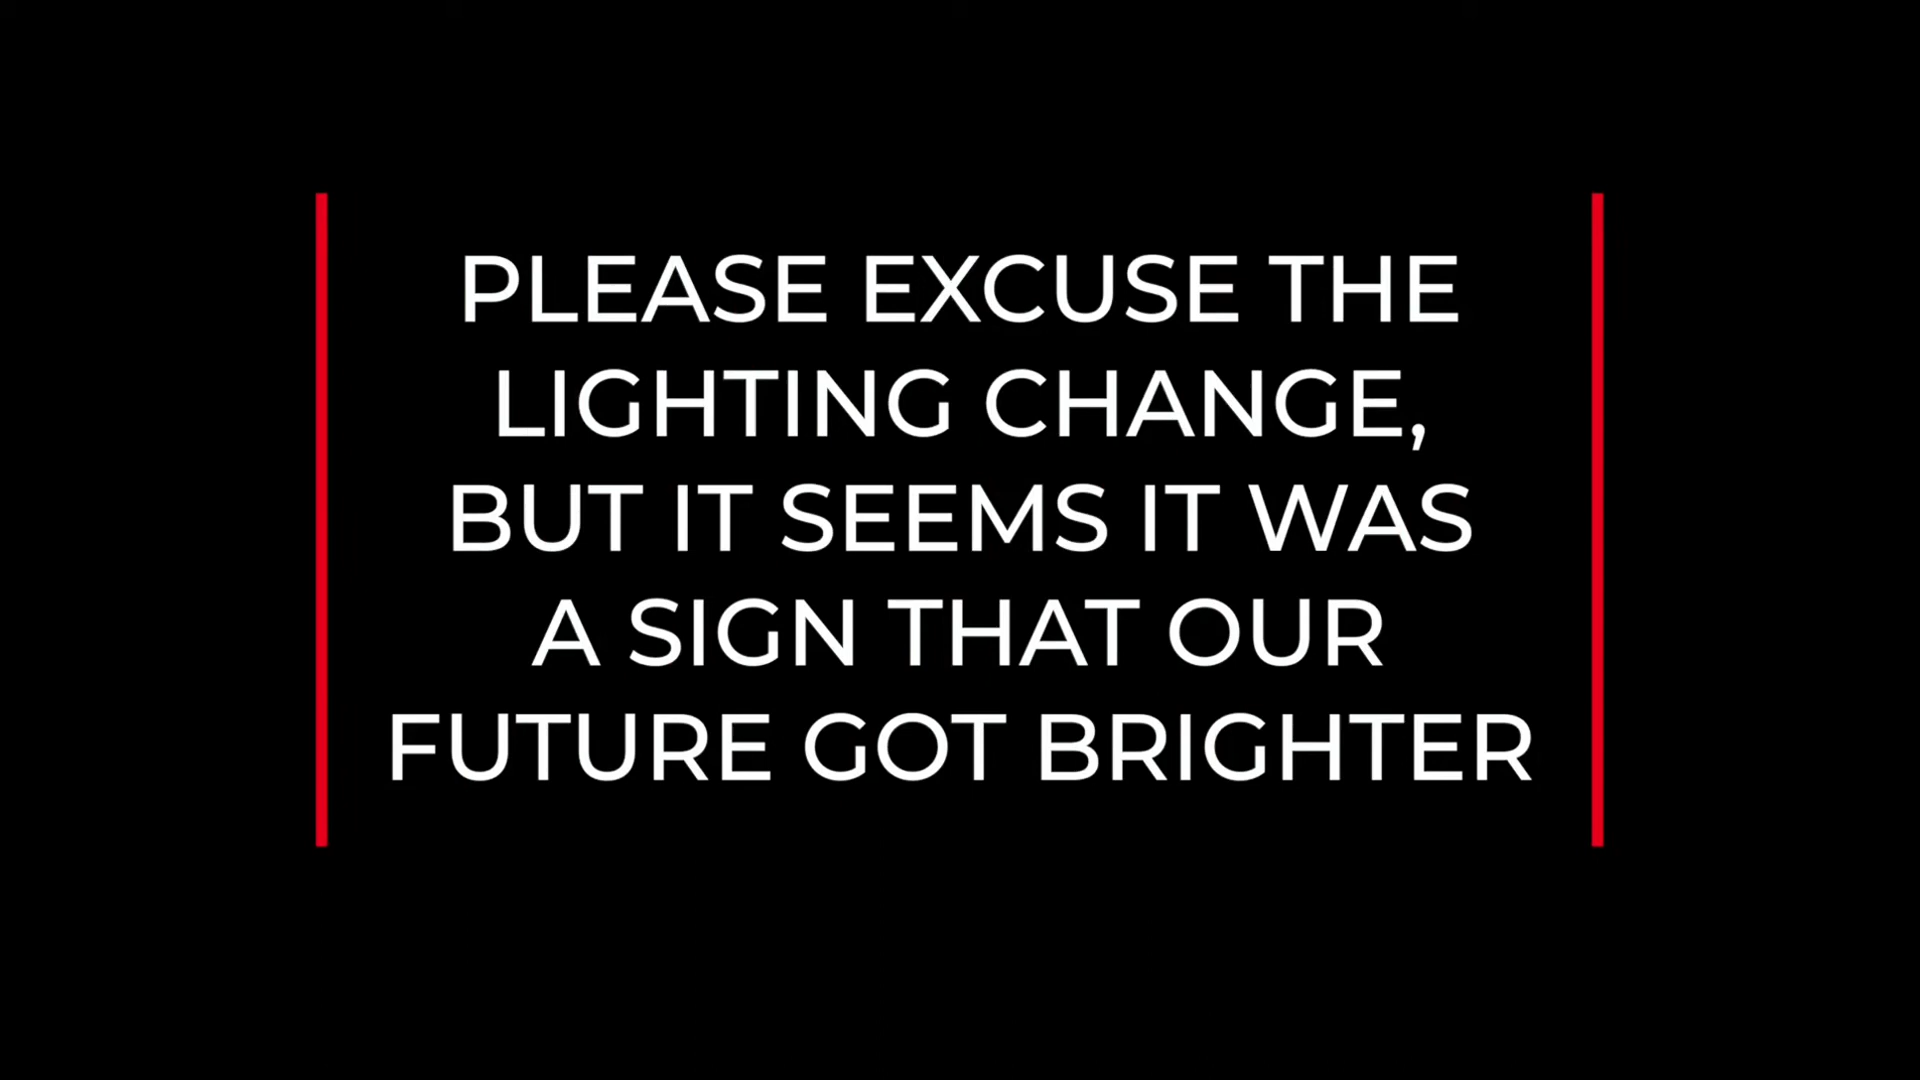 PLEASE EXCUSE THE
LIGHTING CHANGE,
BUT IT SEEMS IT WAS
A SIGN THAT OUR
FUTURE GOT BRIGHTER